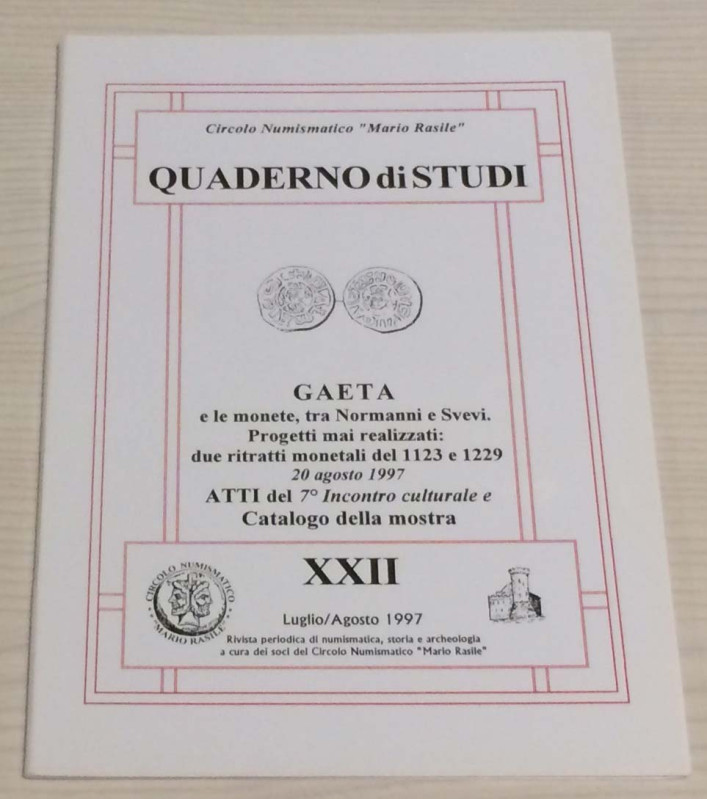 Circolo Numismatico "Mario Rasile"
QUADERNO di STUDI
GAETA
e le monete, tra Normanni e Svevi.
Progetti mai realizzati:
due ritratti monetali del 1123 e 1229
20 agosto 1997
ATTI del 7° Incontro culturale e
Catalogo della mostra
XXII
CIRCOLO NUMISMATICO
"MARIO RASILE"
Luglio/Agosto 1997
Rivista periodica di numismatica, storia e archeologia
a cura dei soci del Circolo Numismatico "Mario Rasile"